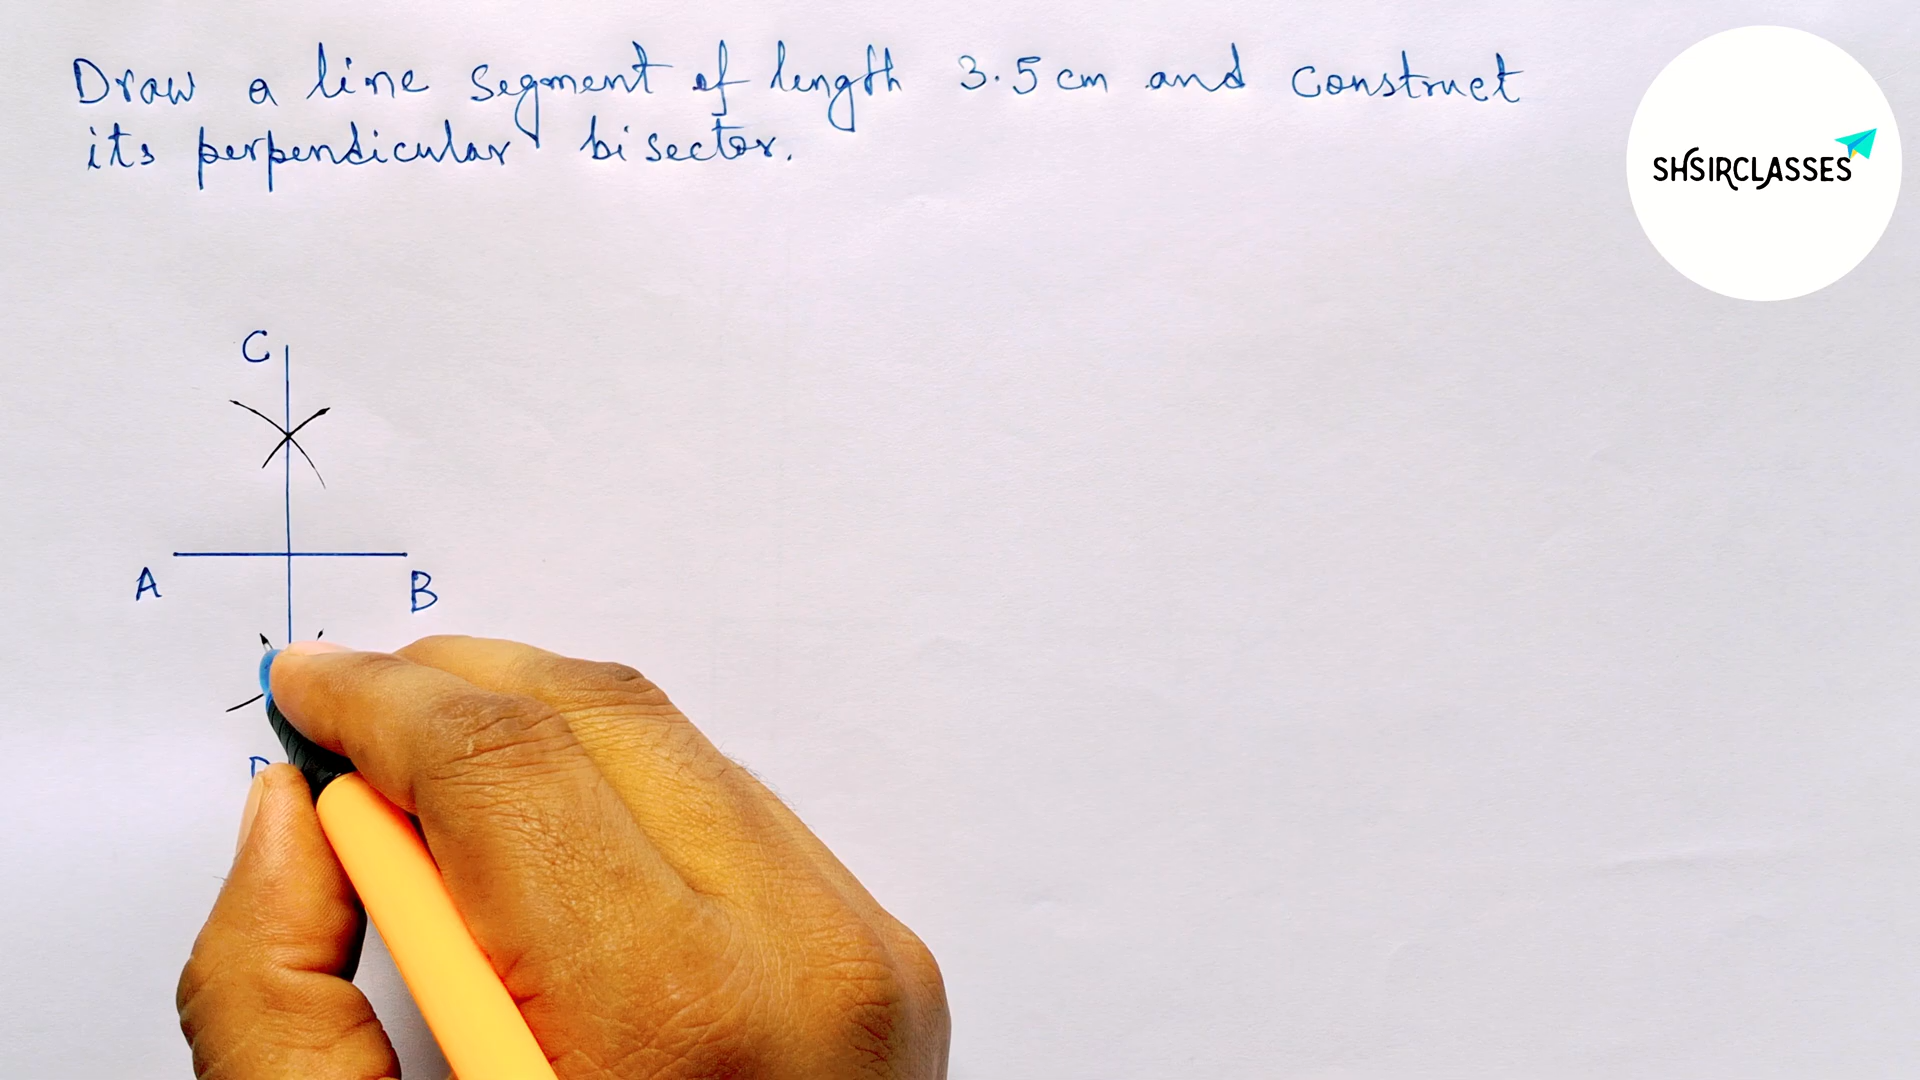 Draw a line segment of length 3.5 cm and construct
its perpendicular bisector.
SHSIRCLASSES
C
A
B
D